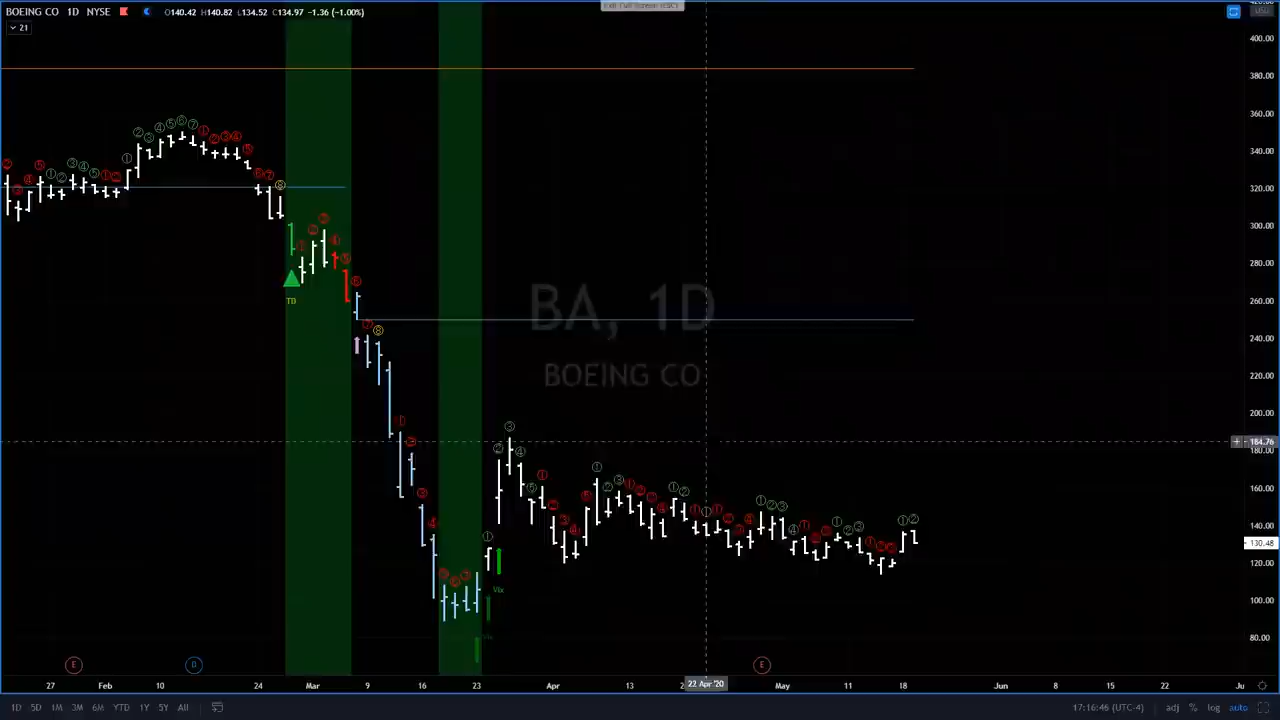 BOEING CO 1D NYSE O140.42 H140.82 L134.52 C134.97 -1.36 (-1.00%)
21
400.00
380.00
360.00
340.00
320.00
300.00
280.00
260.00
240.00
220.00
200.00
184.76
180.00
160.00
140.00
130.48
120.00
100.00
80.00
BA, 1D
BOEING CO
TD
Vix
E
D
E
27 Feb 10 24 Mar 9 16 23 Apr 13 22 Apr '20 May 11 18 Jun 8 15 22 Ju
1D 5D 1M 3M 6M YTD 1Y 5Y All 17:16:46 (UTC-4) adj % log auto